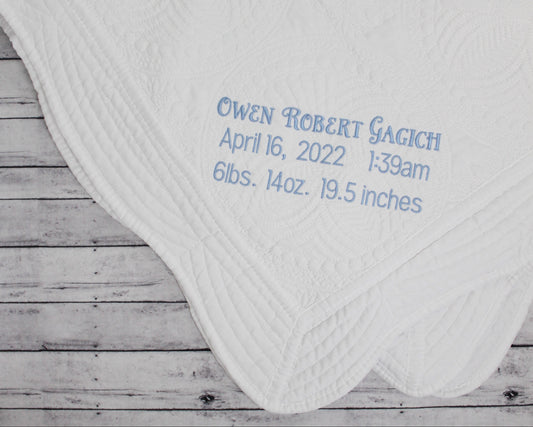 Owen Robert Gagich
April 16, 2022 1:39am
6lbs. 14oz. 19.5 inches